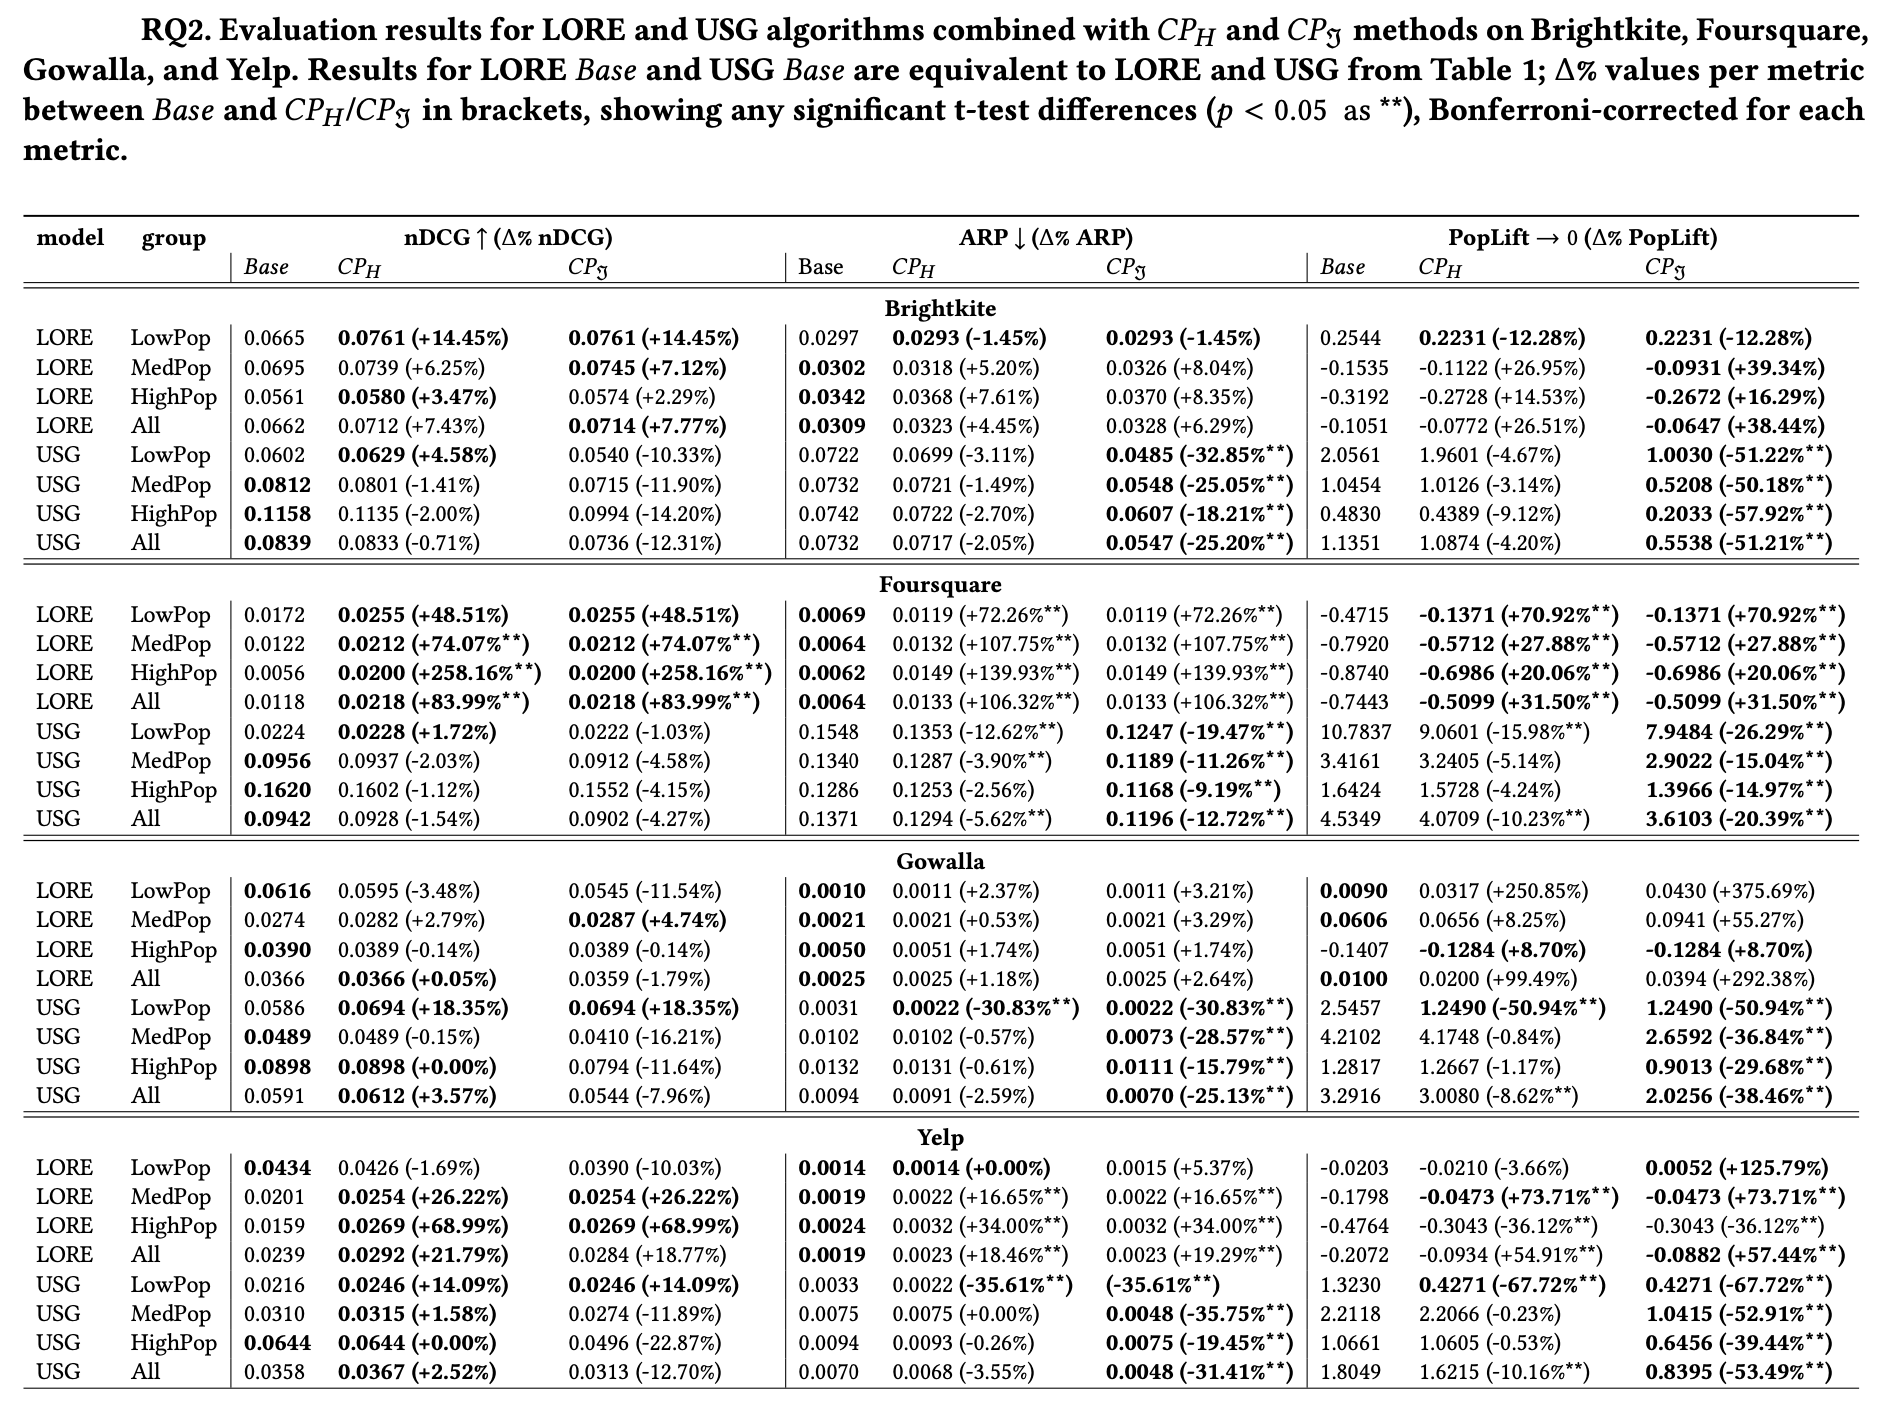 RQ2. Evaluation results for LORE and USG algorithms combined with CP_H and CP_ℑ methods on Brightkite, Foursquare,
Gowalla, and Yelp. Results for LORE Base and USG Base are equivalent to LORE and USG from Table 1; Δ% values per metric
between Base and CP_H/CP_ℑ in brackets, showing any significant t-test differences (p < 0.05 as **), Bonferroni-corrected for each
metric.
model group nDCG ↑ (Δ% nDCG) ARP ↓ (Δ% ARP) PopLift → 0 (Δ% PopLift)
Base CP_H CP_ℑ Base CP_H CP_ℑ Base CP_H CP_ℑ
Brightkite
LORE LowPop 0.0665 0.0761 (+14.45%) 0.0761 (+14.45%) 0.0297 0.0293 (-1.45%) 0.0293 (-1.45%) 0.2544 0.2231 (-12.28%) 0.2231 (-12.28%)
LORE MedPop 0.0695 0.0739 (+6.25%) 0.0745 (+7.12%) 0.0302 0.0318 (+5.20%) 0.0326 (+8.04%) -0.1535 -0.1122 (+26.95%) -0.0931 (+39.34%)
LORE HighPop 0.0561 0.0580 (+3.47%) 0.0574 (+2.29%) 0.0342 0.0368 (+7.61%) 0.0370 (+8.35%) -0.3192 -0.2728 (+14.53%) -0.2672 (+16.29%)
LORE All 0.0662 0.0712 (+7.43%) 0.0714 (+7.77%) 0.0309 0.0323 (+4.45%) 0.0328 (+6.29%) -0.1051 -0.0772 (+26.51%) -0.0647 (+38.44%)
USG LowPop 0.0602 0.0629 (+4.58%) 0.0540 (-10.33%) 0.0722 0.0699 (-3.11%) 0.0485 (-32.85%**) 2.0561 1.9601 (-4.67%) 1.0030 (-51.22%**)
USG MedPop 0.0812 0.0801 (-1.41%) 0.0715 (-11.90%) 0.0732 0.0721 (-1.49%) 0.0548 (-25.05%**) 1.0454 1.0126 (-3.14%) 0.5208 (-50.18%**)
USG HighPop 0.1158 0.1135 (-2.00%) 0.0994 (-14.20%) 0.0742 0.0722 (-2.70%) 0.0607 (-18.21%**) 0.4830 0.4389 (-9.12%) 0.2033 (-57.92%**)
USG All 0.0839 0.0833 (-0.71%) 0.0736 (-12.31%) 0.0732 0.0717 (-2.05%) 0.0547 (-25.20%**) 1.1351 1.0874 (-4.20%) 0.5538 (-51.21%**)
Foursquare
LORE LowPop 0.0172 0.0255 (+48.51%) 0.0255 (+48.51%) 0.0069 0.0119 (+72.26%**) 0.0119 (+72.26%**) -0.4715 -0.1371 (+70.92%**) -0.1371 (+70.92%**)
LORE MedPop 0.0122 0.0212 (+74.07%**) 0.0212 (+74.07%**) 0.0064 0.0132 (+107.75%**) 0.0132 (+107.75%**) -0.7920 -0.5712 (+27.88%**) -0.5712 (+27.88%**)
LORE HighPop 0.0056 0.0200 (+258.16%**) 0.0200 (+258.16%**) 0.0062 0.0149 (+139.93%**) 0.0149 (+139.93%**) -0.8740 -0.6986 (+20.06%**) -0.6986 (+20.06%**)
LORE All 0.0118 0.0218 (+83.99%**) 0.0218 (+83.99%**) 0.0064 0.0133 (+106.32%**) 0.0133 (+106.32%**) -0.7443 -0.5099 (+31.50%**) -0.5099 (+31.50%**)
USG LowPop 0.0224 0.0228 (+1.72%) 0.0222 (-1.03%) 0.1548 0.1353 (-12.62%**) 0.1247 (-19.47%**) 10.7837 9.0601 (-15.98%**) 7.9484 (-26.29%**)
USG MedPop 0.0956 0.0937 (-2.03%) 0.0912 (-4.58%) 0.1340 0.1287 (-3.90%**) 0.1189 (-11.26%**) 3.4161 3.2405 (-5.14%) 2.9022 (-15.04%**)
USG HighPop 0.1620 0.1602 (-1.12%) 0.1552 (-4.15%) 0.1286 0.1253 (-2.56%) 0.1168 (-9.19%**) 1.6424 1.5728 (-4.24%) 1.3966 (-14.97%**)
USG All 0.0942 0.0928 (-1.54%) 0.0902 (-4.27%) 0.1371 0.1294 (-5.62%**) 0.1196 (-12.72%**) 4.5349 4.0709 (-10.23%**) 3.6103 (-20.39%**)
Gowalla
LORE LowPop 0.0616 0.0595 (-3.48%) 0.0545 (-11.54%) 0.0010 0.0011 (+2.37%) 0.0011 (+3.21%) 0.0090 0.0317 (+250.85%) 0.0430 (+375.69%)
LORE MedPop 0.0274 0.0282 (+2.79%) 0.0287 (+4.74%) 0.0021 0.0021 (+0.53%) 0.0021 (+3.29%) 0.0606 0.0656 (+8.25%) 0.0941 (+55.27%)
LORE HighPop 0.0390 0.0389 (-0.14%) 0.0389 (-0.14%) 0.0050 0.0051 (+1.74%) 0.0051 (+1.74%) -0.1407 -0.1284 (+8.70%) -0.1284 (+8.70%)
LORE All 0.0366 0.0366 (+0.05%) 0.0359 (-1.79%) 0.0025 0.0025 (+1.18%) 0.0025 (+2.64%) 0.0100 0.0200 (+99.49%) 0.0394 (+292.38%)
USG LowPop 0.0586 0.0694 (+18.35%) 0.0694 (+18.35%) 0.0031 0.0022 (-30.83%**) 0.0022 (-30.83%**) 2.5457 1.2490 (-50.94%**) 1.2490 (-50.94%**)
USG MedPop 0.0489 0.0489 (-0.15%) 0.0410 (-16.21%) 0.0102 0.0102 (-0.57%) 0.0073 (-28.57%**) 4.2102 4.1748 (-0.84%) 2.6592 (-36.84%**)
USG HighPop 0.0898 0.0898 (+0.00%) 0.0794 (-11.64%) 0.0132 0.0131 (-0.61%) 0.0111 (-15.79%**) 1.2817 1.2667 (-1.17%) 0.9013 (-29.68%**)
USG All 0.0591 0.0612 (+3.57%) 0.0544 (-7.96%) 0.0094 0.0091 (-2.59%) 0.0070 (-25.13%**) 3.2916 3.0080 (-8.62%**) 2.0256 (-38.46%**)
Yelp
LORE LowPop 0.0434 0.0426 (-1.69%) 0.0390 (-10.03%) 0.0014 0.0014 (+0.00%) 0.0015 (+5.37%) -0.0203 -0.0210 (-3.66%) 0.0052 (+125.79%)
LORE MedPop 0.0201 0.0254 (+26.22%) 0.0254 (+26.22%) 0.0019 0.0022 (+16.65%**) 0.0022 (+16.65%**) -0.1798 -0.0473 (+73.71%**) -0.0473 (+73.71%**)
LORE HighPop 0.0159 0.0269 (+68.99%) 0.0269 (+68.99%) 0.0024 0.0032 (+34.00%**) 0.0032 (+34.00%**) -0.4764 -0.3043 (-36.12%**) -0.3043 (-36.12%**)
LORE All 0.0239 0.0292 (+21.79%) 0.0284 (+18.77%) 0.0019 0.0023 (+18.46%**) 0.0023 (+19.29%**) -0.2072 -0.0934 (+54.91%**) -0.0882 (+57.44%**)
USG LowPop 0.0216 0.0246 (+14.09%) 0.0246 (+14.09%) 0.0033 0.0022 (-35.61%**) (-35.61%**) 1.3230 0.4271 (-67.72%**) 0.4271 (-67.72%**)
USG MedPop 0.0310 0.0315 (+1.58%) 0.0274 (-11.89%) 0.0075 0.0075 (+0.00%) 0.0048 (-35.75%**) 2.2118 2.2066 (-0.23%) 1.0415 (-52.91%**)
USG HighPop 0.0644 0.0644 (+0.00%) 0.0496 (-22.87%) 0.0094 0.0093 (-0.26%) 0.0075 (-19.45%**) 1.0661 1.0605 (-0.53%) 0.6456 (-39.44%**)
USG All 0.0358 0.0367 (+2.52%) 0.0313 (-12.70%) 0.0070 0.0068 (-3.55%) 0.0048 (-31.41%**) 1.8049 1.6215 (-10.16%**) 0.8395 (-53.49%**)